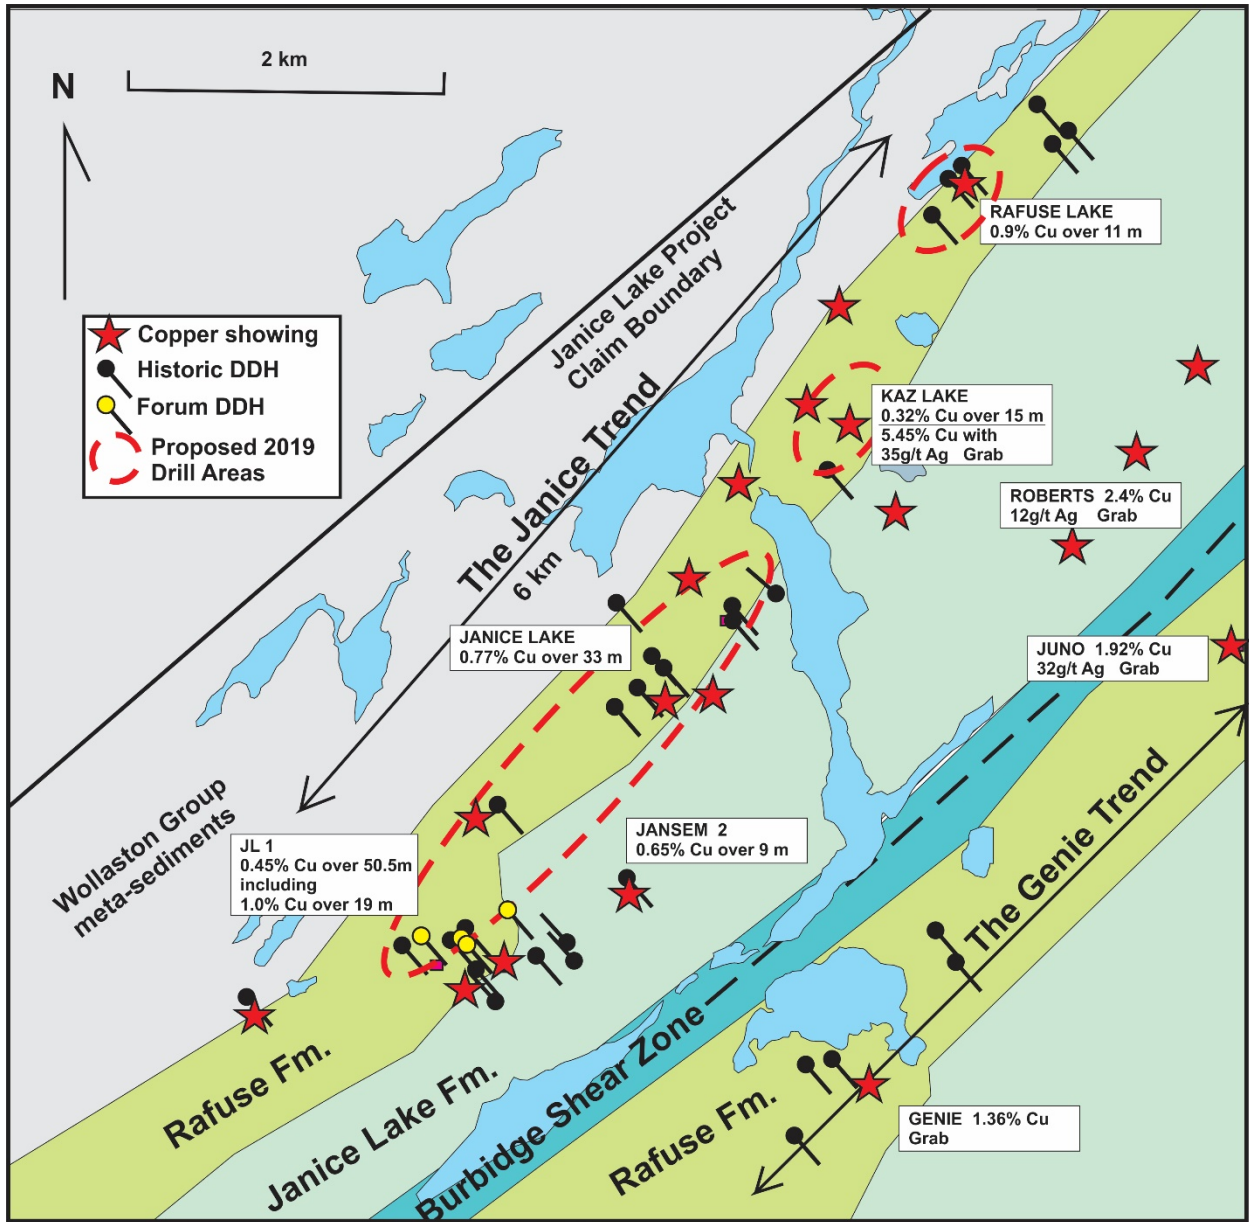 2 km
N
Janice Lake Project
Claim Boundary
RAFUSE LAKE
0.9% Cu over 11 m
Copper showing
Historic DDH
Forum DDH
Proposed 2019
Drill Areas
The Janice Trend
6 km
KAZ LAKE
0.32% Cu over 15 m
5.45% Cu with
35g/t Ag Grab
ROBERTS 2.4% Cu
12g/t Ag Grab
JANICE LAKE
0.77% Cu over 33 m
JUNO 1.92% Cu
32g/t Ag Grab
Wollaston Group
meta-sediments
JL 1
0.45% Cu over 50.5m
including
1.0% Cu over 19 m
JANSEM 2
0.65% Cu over 9 m
The Genie Trend
Rafuse Fm.
Janice Lake Fm.
Burbidge Shear Zone
Rafuse Fm.
GENIE 1.36% Cu
Grab